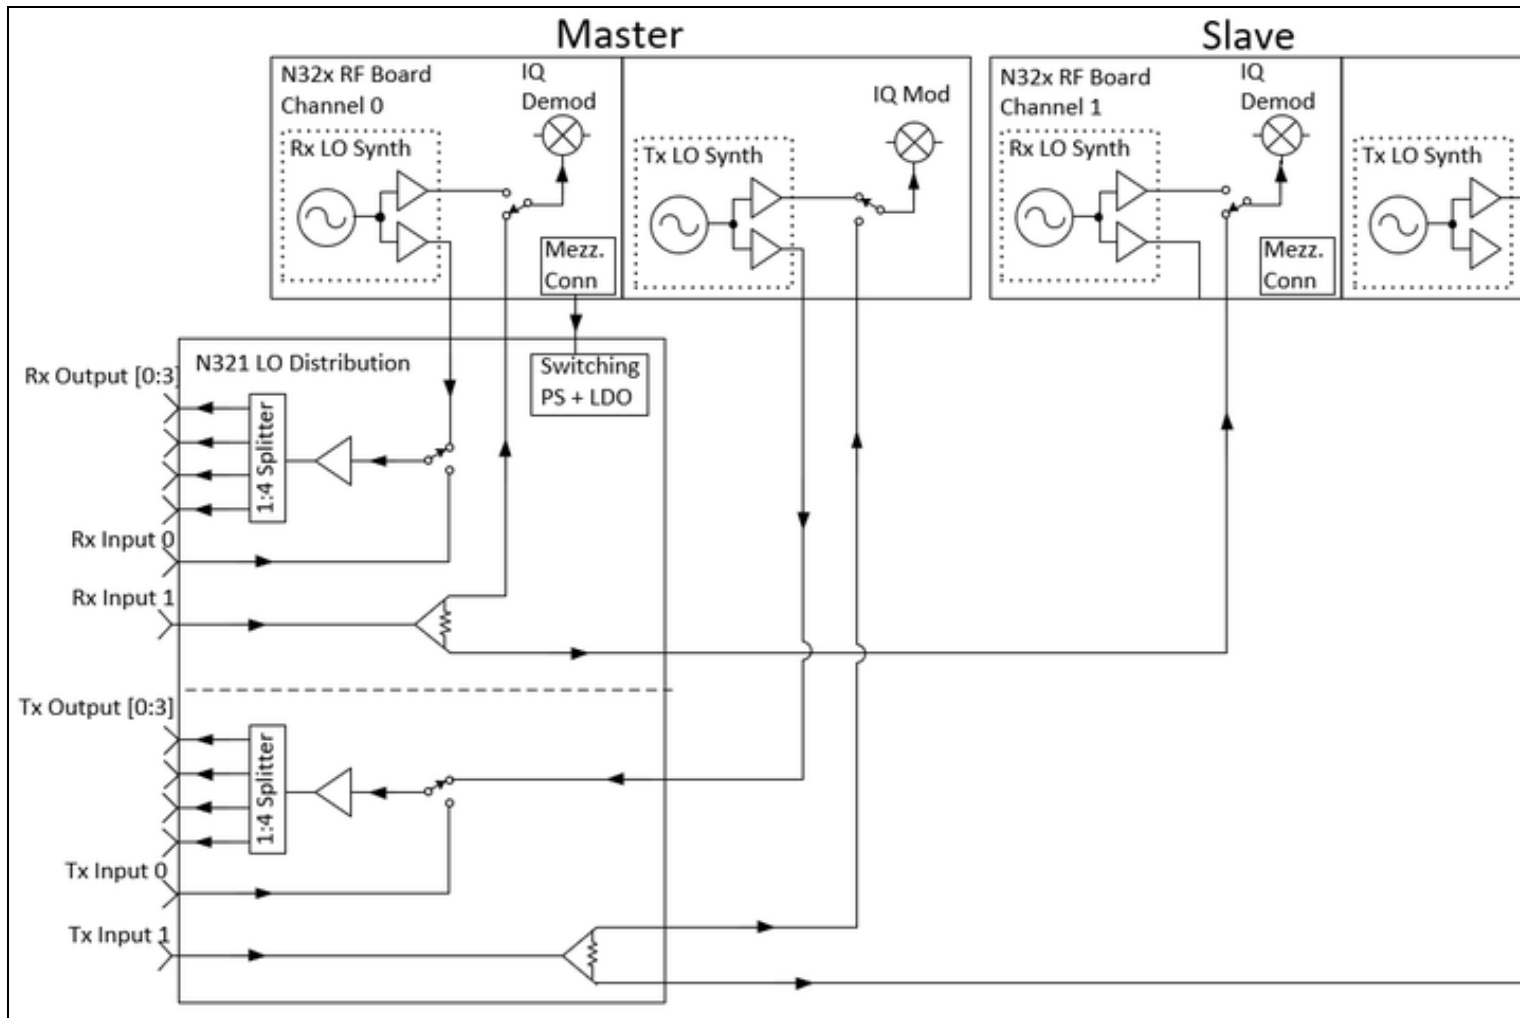 Master
Slave
N32x RF Board
Channel 0
IQ
Demod
Rx LO Synth
Mezz.
Conn
IQ Mod
Tx LO Synth
N32x RF Board
Channel 1
IQ
Demod
Rx LO Synth
Mezz.
Conn
Tx LO Synth
N321 LO Distribution
Switching
PS + LDO
Rx Output [0:3]
1:4 Splitter
Rx Input 0
Rx Input 1
Tx Output [0:3]
1:4 Splitter
Tx Input 0
Tx Input 1